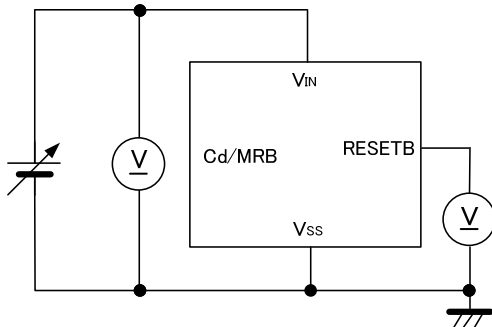 VIN
RESETB
Cd/MRB
V
VSS
V